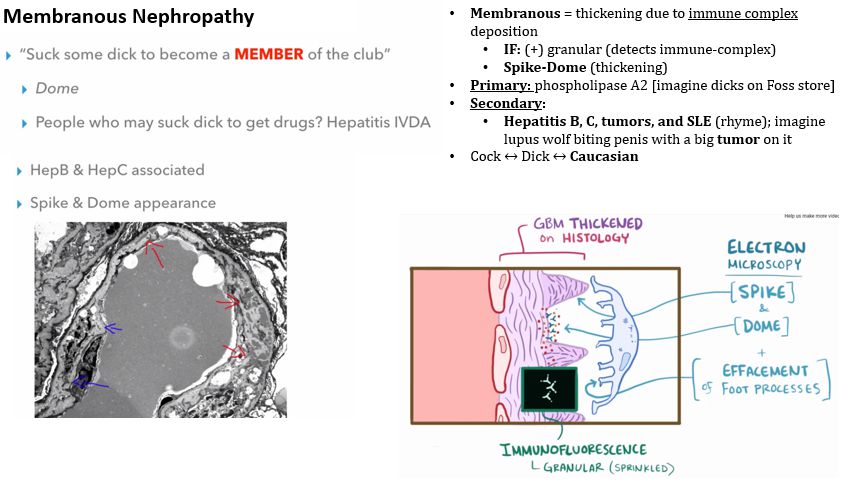 Membranous Nephropathy
"Suck some dick to become a MEMBER of the club"
Dome
People who may suck dick to get drugs? Hepatitis IVDA
HepB & HepC associated
Spike & Dome appearance
Membranous = thickening due to immune complex
deposition
IF: (+) granular (detects immune-complex)
Spike-Dome (thickening)
Primary: phospholipase A2 [imagine dicks on Foss store]
Secondary:
Hepatitis B, C, tumors, and SLE (rhyme); imagine
lupus wolf biting penis with a big tumor on it
Cock ↔ Dick ↔ Caucasian
Help us make more video
GBM THICKENED
on HISTOLOGY
ELECTRON
MICROSCOPY
[SPIKE]
&
[DOME]
+
EFFACEMENT
of FOOT PROCESSES
IMMUNOFLUORESCENCE
L GRANULAR (SPRINKLED)